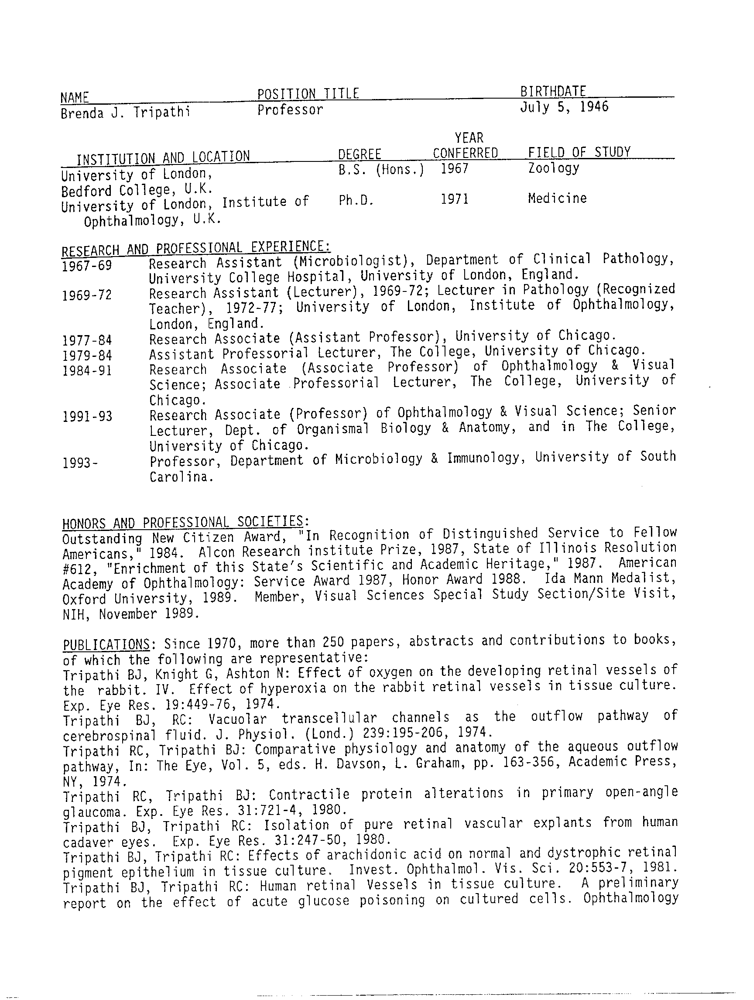 NAME POSITION TITLE BIRTHDATE
Brenda J. Tripathi Professor July 5, 1946
YEAR
INSTITUTION AND LOCATION DEGREE CONFERRED FIELD OF STUDY
University of London, B.S. (Hons.) 1967 Zoology
Bedford College, U.K.
University of London, Institute of Ph.D. 1971 Medicine
Ophthalmology, U.K.
RESEARCH AND PROFESSIONAL EXPERIENCE:
1967-69 Research Assistant (Microbiologist), Department of Clinical Pathology,
University College Hospital, University of London, England.
1969-72 Research Assistant (Lecturer), 1969-72; Lecturer in Pathology (Recognized
Teacher), 1972-77; University of London, Institute of Ophthalmology,
London, England.
1977-84 Research Associate (Assistant Professor), University of Chicago.
1979-84 Assistant Professorial Lecturer, The College, University of Chicago.
1984-91 Research Associate (Associate Professor) of Ophthalmology & Visual
Science; Associate Professorial Lecturer, The College, University of
Chicago.
1991-93 Research Associate (Professor) of Ophthalmology & Visual Science; Senior
Lecturer, Dept. of Organismal Biology & Anatomy, and in The College,
University of Chicago.
1993- Professor, Department of Microbiology & Immunology, University of South
Carolina.
HONORS AND PROFESSIONAL SOCIETIES:
Outstanding New Citizen Award, "In Recognition of Distinguished Service to Fellow
Americans," 1984. Alcon Research institute Prize, 1987, State of Illinois Resolution
#612, "Enrichment of this State's Scientific and Academic Heritage," 1987. American
Academy of Ophthalmology: Service Award 1987, Honor Award 1988. Ida Mann Medalist,
Oxford University, 1989. Member, Visual Sciences Special Study Section/Site Visit,
NIH, November 1989.
PUBLICATIONS: Since 1970, more than 250 papers, abstracts and contributions to books,
of which the following are representative:
Tripathi BJ, Knight G, Ashton N: Effect of oxygen on the developing retinal vessels of
the rabbit. IV. Effect of hyperoxia on the rabbit retinal vessels in tissue culture.
Exp. Eye Res. 19:449-76, 1974.
Tripathi BJ, RC: Vacuolar transcellular channels as the outflow pathway of
cerebrospinal fluid. J. Physiol. (Lond.) 239:195-206, 1974.
Tripathi RC, Tripathi BJ: Comparative physiology and anatomy of the aqueous outflow
pathway, In: The Eye, Vol. 5, eds. H. Davson, L. Graham, pp. 163-356, Academic Press,
NY, 1974.
Tripathi RC, Tripathi BJ: Contractile protein alterations in primary open-angle
glaucoma. Exp. Eye Res. 31:721-4, 1980.
Tripathi BJ, Tripathi RC: Isolation of pure retinal vascular explants from human
cadaver eyes. Exp. Eye Res. 31:247-50, 1980.
Tripathi BJ, Tripathi RC: Effects of arachidonic acid on normal and dystrophic retinal
pigment epithelium in tissue culture. Invest. Ophthalmol. Vis. Sci. 20:553-7, 1981.
Tripathi BJ, Tripathi RC: Human retinal Vessels in tissue culture. A preliminary
report on the effect of acute glucose poisoning on cultured cells. Ophthalmology